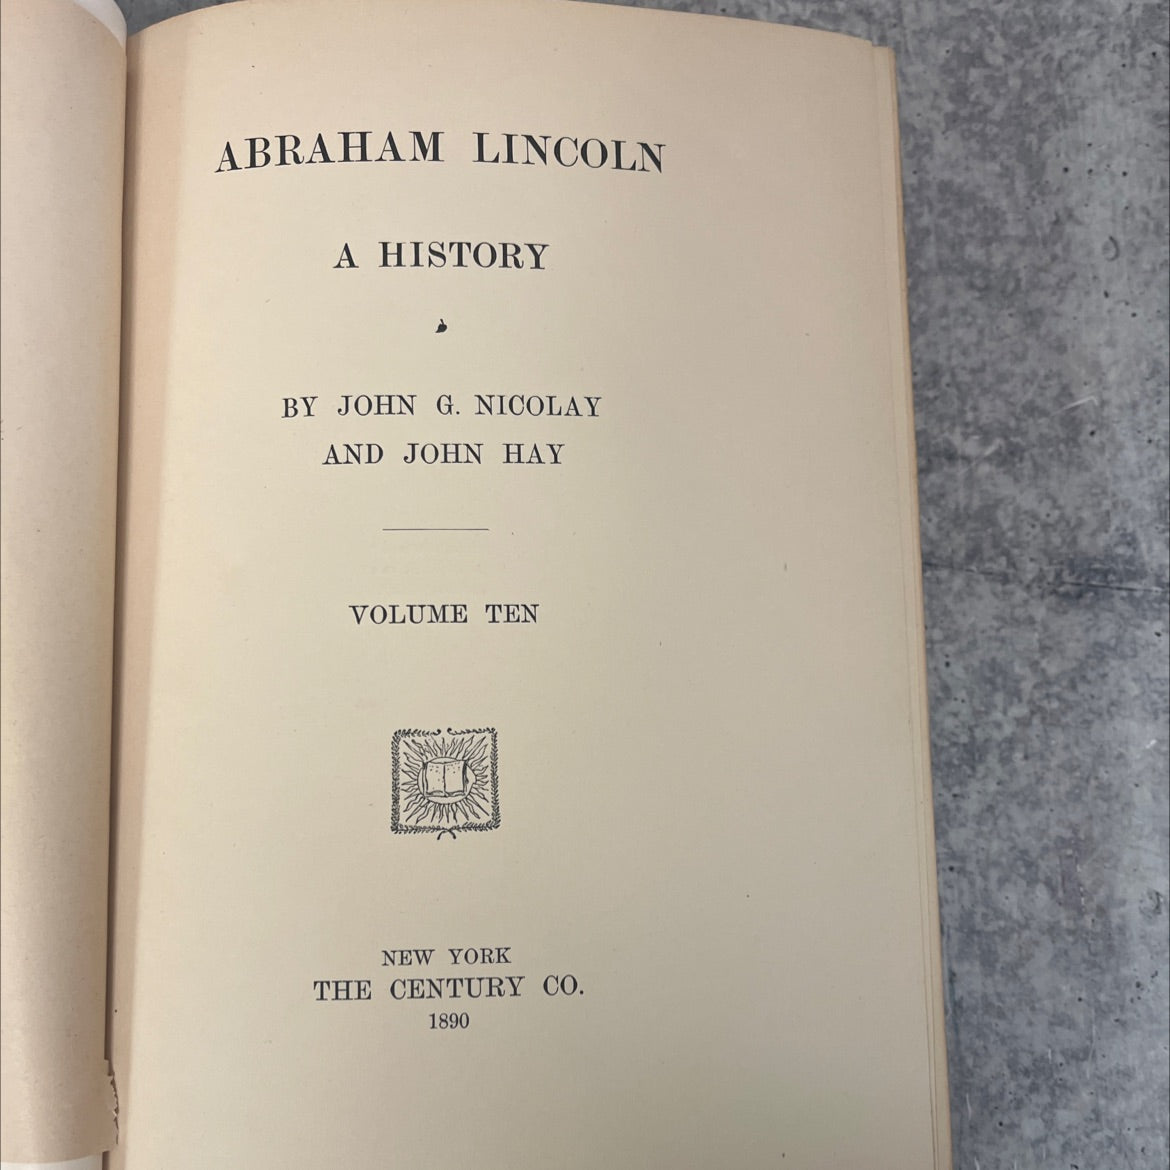 ABRAHAM LINCOLN
A HISTORY
BY JOHN G. NICOLAY
AND JOHN HAY
VOLUME TEN
NEW YORK
THE CENTURY CO.
1890